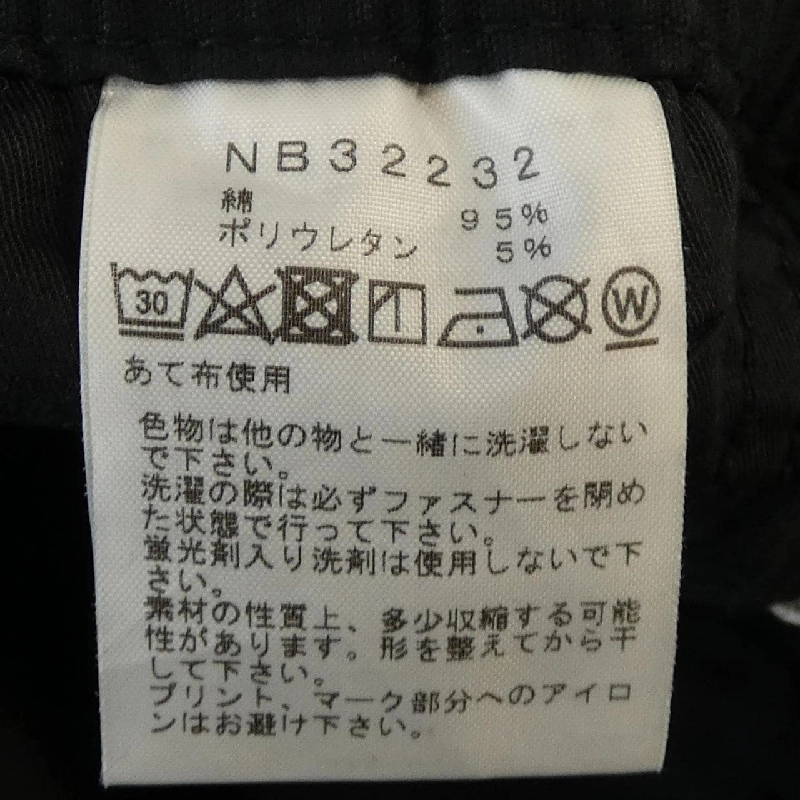 NB32232
綿 95%
ポリウレタン 5%
30 W
あて布使用
色物は他の物と一緒に洗濯しない
で下さい。
洗濯の際は必ずファスナーを閉め
た状態で行って下さい。
蛍光剤入り洗剤は使用しないで下
さい。
素材の性質上、多少収縮する可能
性があります。形を整えてから干
して下さい。
プリント、マーク部分へのアイロ
ンはお避け下さい。